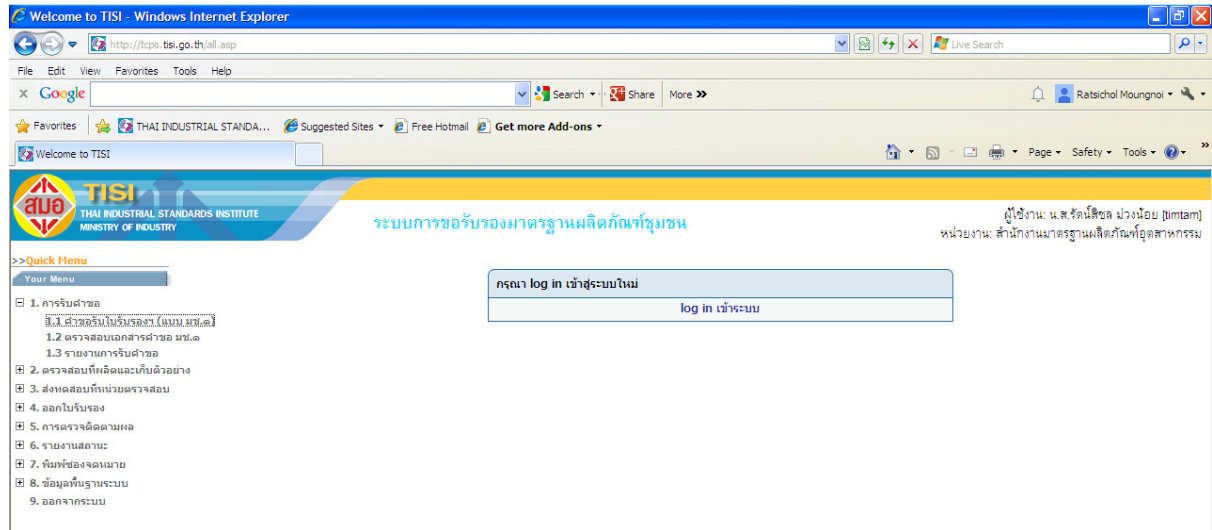 Welcome to TISI - Windows Internet Explorer
http://tcps.tisi.go.th/all.asp
Live Search
File Edit View Favorites Tools Help
x Google Search Share More >> Ratsichol Moungnoi
Favorites THAI INDUSTRIAL STANDA... Suggested Sites Free Hotmail Get more Add-ons
Welcome to TISI Page Safety Tools »
สมอ
TISI
THAI INDUSTRIAL STANDARDS INSTITUTE
MINISTRY OF INDUSTRY
ระบบการขอรับรองมาตรฐานผลิตภัณฑ์ชุมชน
ผู้ใช้งาน: น.ส.รัตน์สิชล ม่วงน้อย [timtam]
หน่วยงาน: สำนักงานมาตรฐานผลิตภัณฑ์อุตสาหกรรม
>>Quick Menu
Your Menu
1. การรับคำขอ
1.1 คำขอรับใบรับรองฯ (แบบ มช.๑)
1.2 ตรวจสอบเอกสารคำขอ มช.๑
1.3 รายงานการรับคำขอ
2. ตรวจสอบที่ผลิตและเก็บตัวอย่าง
3. ส่งทดสอบที่หน่วยตรวจสอบ
4. ออกใบรับรอง
5. การตรวจติดตามผล
6. รายงานสถานะ
7. พิมพ์ซองจดหมาย
8. ข้อมูลพื้นฐานระบบ
9. ออกจากระบบ
กรุณา log in เข้าสู่ระบบใหม่
log in เข้าระบบ